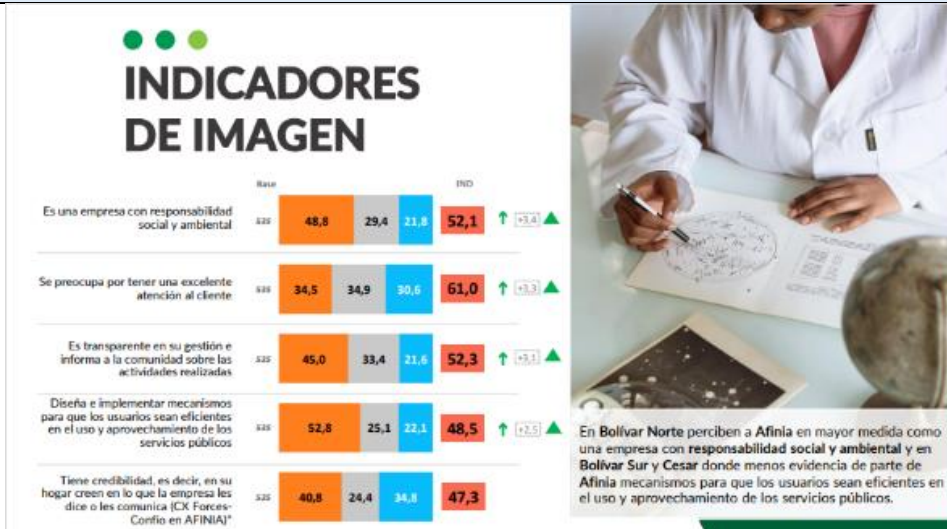 INDICADORES
DE IMAGEN
Base
IND
Es una empresa con responsabilidad
social y ambiental
535 48,8 29,4 21,8 52,1 +3,4
Se preocupa por tener una excelente
atención al cliente
535 34,5 34,9 30,6 61,0 +3,3
Es transparente en su gestión e
informa a la comunidad sobre las
actividades realizadas
535 45,0 33,4 21,6 52,3 +3,1
Diseña e implementar mecanismos
para que los usuarios sean eficientes
en el uso y aprovechamiento de los
servicios públicos
535 52,8 25,1 22,1 48,5 +2,5
Tiene credibilidad, es decir, en su
hogar creen en lo que la empresa les
dice o les comunica (CX Forces-
Confio en AFINIA)*
535 40,8 24,4 34,8 47,3
En Bolívar Norte perciben a Afinia en mayor medida como
una empresa con responsabilidad social y ambiental y en
Bolívar Sur y Cesar donde menos evidencia de parte de
Afinia mecanismos para que los usuarios sean eficientes en
el uso y aprovechamiento de los servicios públicos.